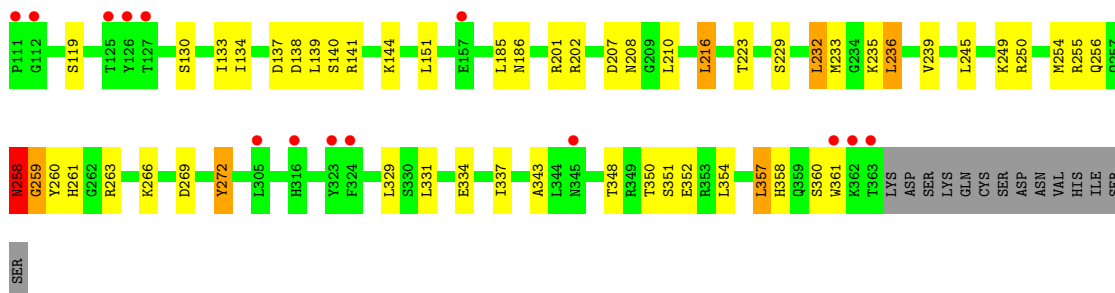 P111 G112 S119 T125 Y126 T127 S130 I133 I134 D137 D138 L139 S140 R141 K144 L151 E157 L185 N186 R201 R202 D207 N208 G209 L210 L216 T223 S229 L232 M233 G234 K235 L236 V239 L245 K249 R250 M254 R255 Q256 G257
N258 G259 Y260 H261 G262 R263 K266 D269 Y272 L305 H316 Y323 F324 L329 S330 L331 E334 I337 A343 L344 N345 T348 R349 T350 S351 E352 R353 L354 L357 H358 Q359 S360 W361 K362 T363 LYS ASP SER LYS GLN CYS SER ASP ASN VAL HIS ILE SER
SER